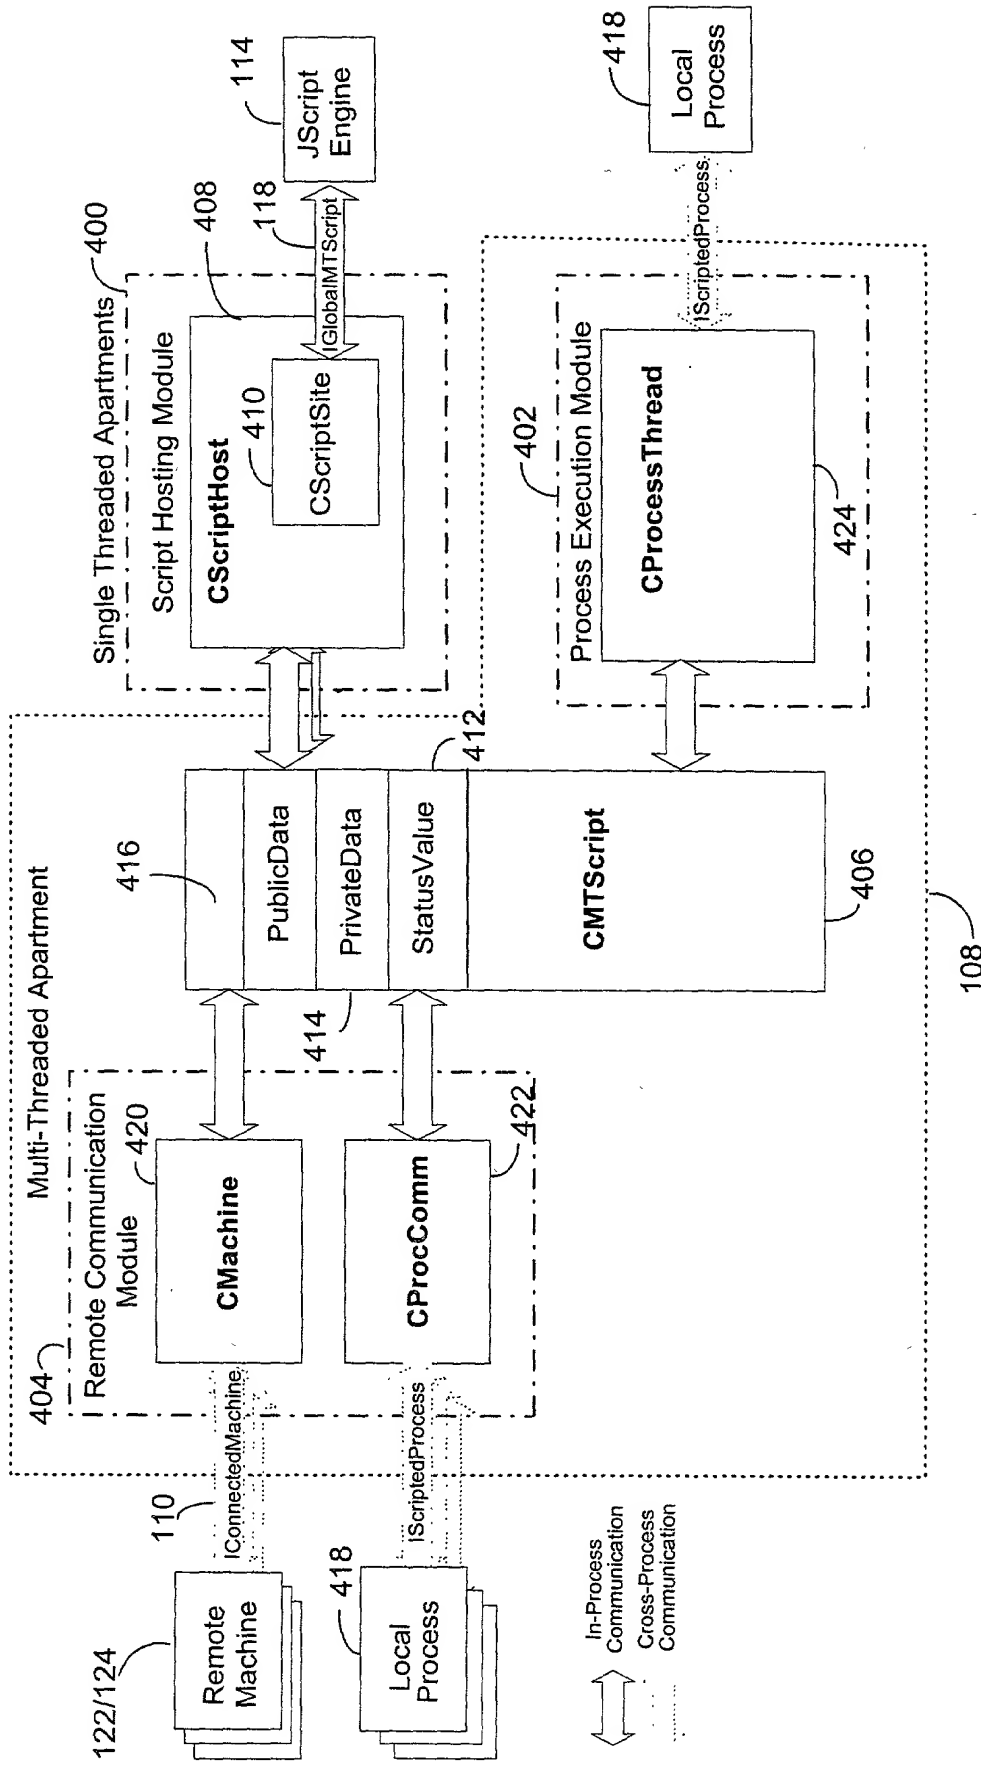 Single Threaded Apartments
400
Script Hosting Module
408
CScriptHost
410
CScriptSite
118
IGlobalMTScript
114
JScript
Engine
Multi-Threaded Apartment
404
Remote Communication
Module
420
CMachine
CProcComm
422
416
PublicData
PrivateData
StatusValue
412
414
CMTScript
406
402
Process Execution Module
CProcessThread
424
IScriptedProcess
418
Local
Process
108
110
IConnectedMachine
IScriptedProcess
122/124
Remote
Machine
418
Local
Process
In-Process
Communication
Cross-Process
Communication